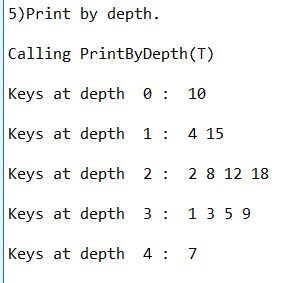 5)Print by depth.
Calling PrintByDepth(T)
Keys at depth  0 :  10
Keys at depth  1 :  4 15
Keys at depth  2 :  2 8 12 18
Keys at depth  3 :  1 3 5 9
Keys at depth  4 :  7